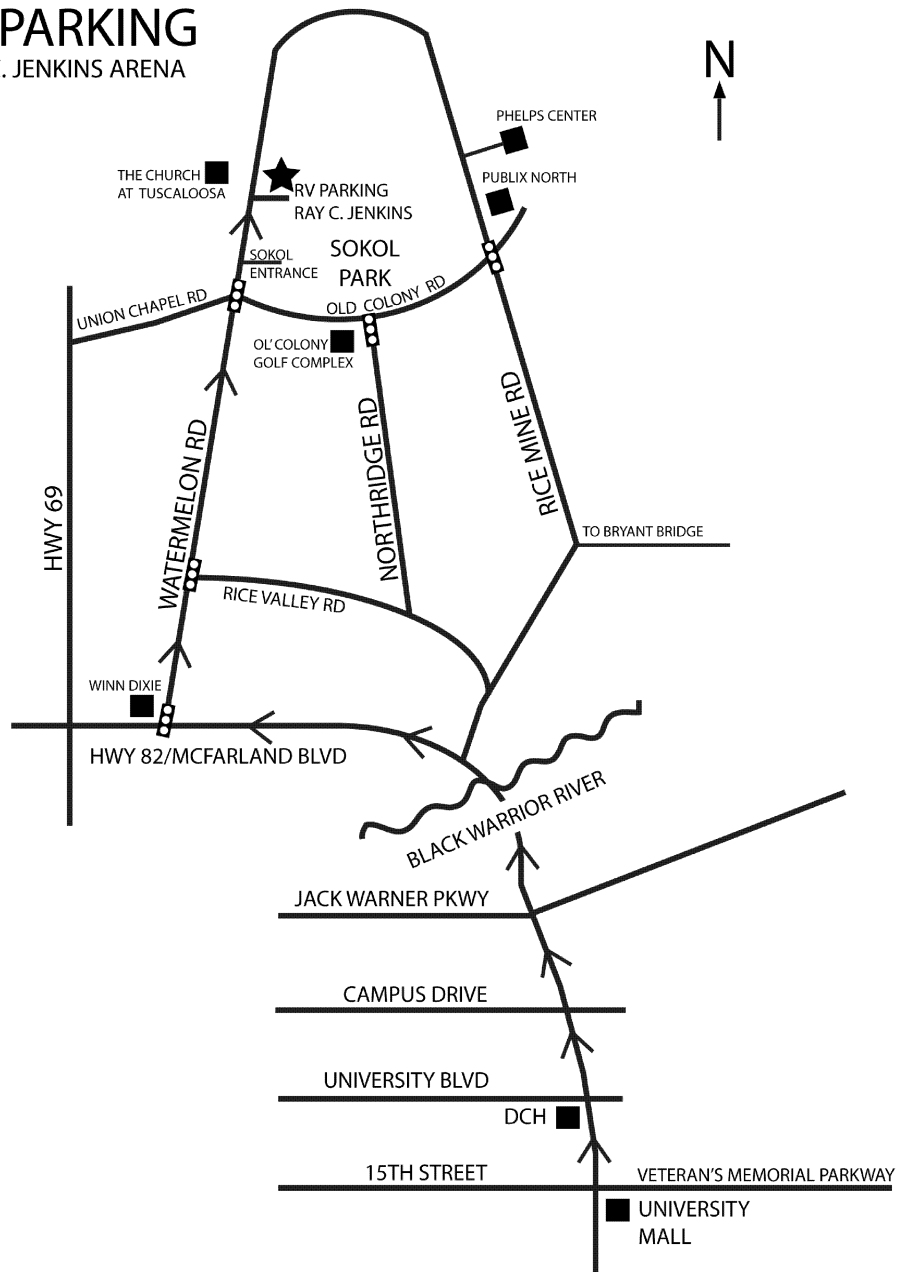 PARKING
C. JENKINS ARENA
N
PHELPS CENTER
THE CHURCH
AT TUSCALOOSA
PUBLIX NORTH
RV PARKING
RAY C. JENKINS
SOKOL
ENTRANCE
SOKOL
PARK
UNION CHAPEL RD
OLD COLONY RD
OL' COLONY
GOLF COMPLEX
HWY 69
WATERMELON RD
NORTHRIDGE RD
RICE MINE RD
TO BRYANT BRIDGE
RICE VALLEY RD
WINN DIXIE
HWY 82/MCFARLAND BLVD
BLACK WARRIOR RIVER
JACK WARNER PKWY
CAMPUS DRIVE
UNIVERSITY BLVD
DCH
15TH STREET
VETERAN'S MEMORIAL PARKWAY
UNIVERSITY
MALL